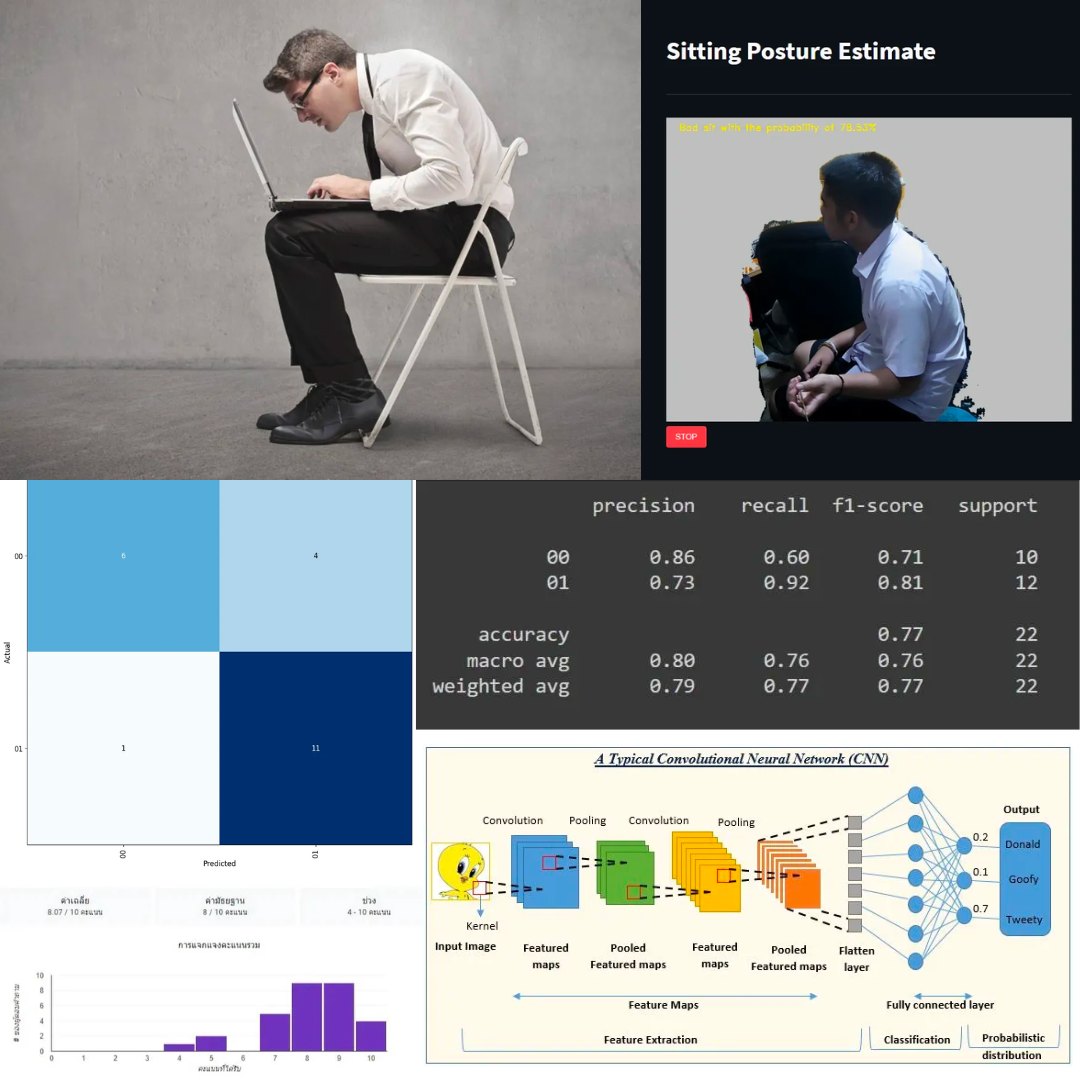 Sitting Posture Estimate
Bad sit with the probability of 78.53%
STOP
00
6
4
Actual
01
1
11
00
01
Predicted
precision recall f1-score support
00 0.86 0.60 0.71 10
01 0.73 0.92 0.81 12
accuracy 0.77 22
macro avg 0.80 0.76 0.76 22
weighted avg 0.79 0.77 0.77 22
A Typical Convolutional Neural Network (CNN)
Convolution Pooling Convolution Pooling
Output
0.2 Donald
0.1 Goofy
0.7 Tweety
Kernel
Input Image
Featured maps
Pooled Featured maps
Featured maps
Pooled Featured maps
Flatten layer
Feature Maps
Fully connected layer
Feature Extraction
Classification
Probabilistic distribution
ค่าเฉลี่ย
8.07 / 10 คะแนน
ค่ามัธยฐาน
8 / 10 คะแนน
ช่วง
4 - 10 คะแนน
การแจกแจงคะแนนรวม
# ของผู้ตอบคำถาม
10
8
6
4
2
0
0 1 2 3 4 5 6 7 8 9 10
คะแนนที่ได้รับ